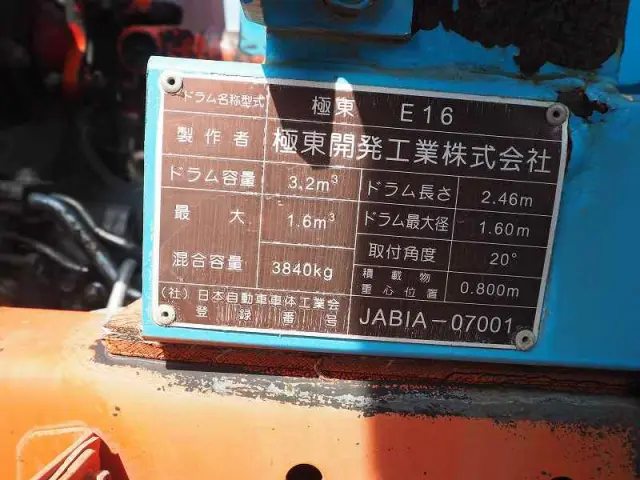 ドラム名称型式 極東 E16
製作者 極東開発工業株式会社
ドラム容量 3.2m³ ドラム長さ 2.46m
最大 1.6m³ ドラム最大径 1.60m
混合容量 3840kg 取付角度 20°
積載物重心位置 0.800m
(社)日本自動車車体工業会
登録番号 JABIA-07001